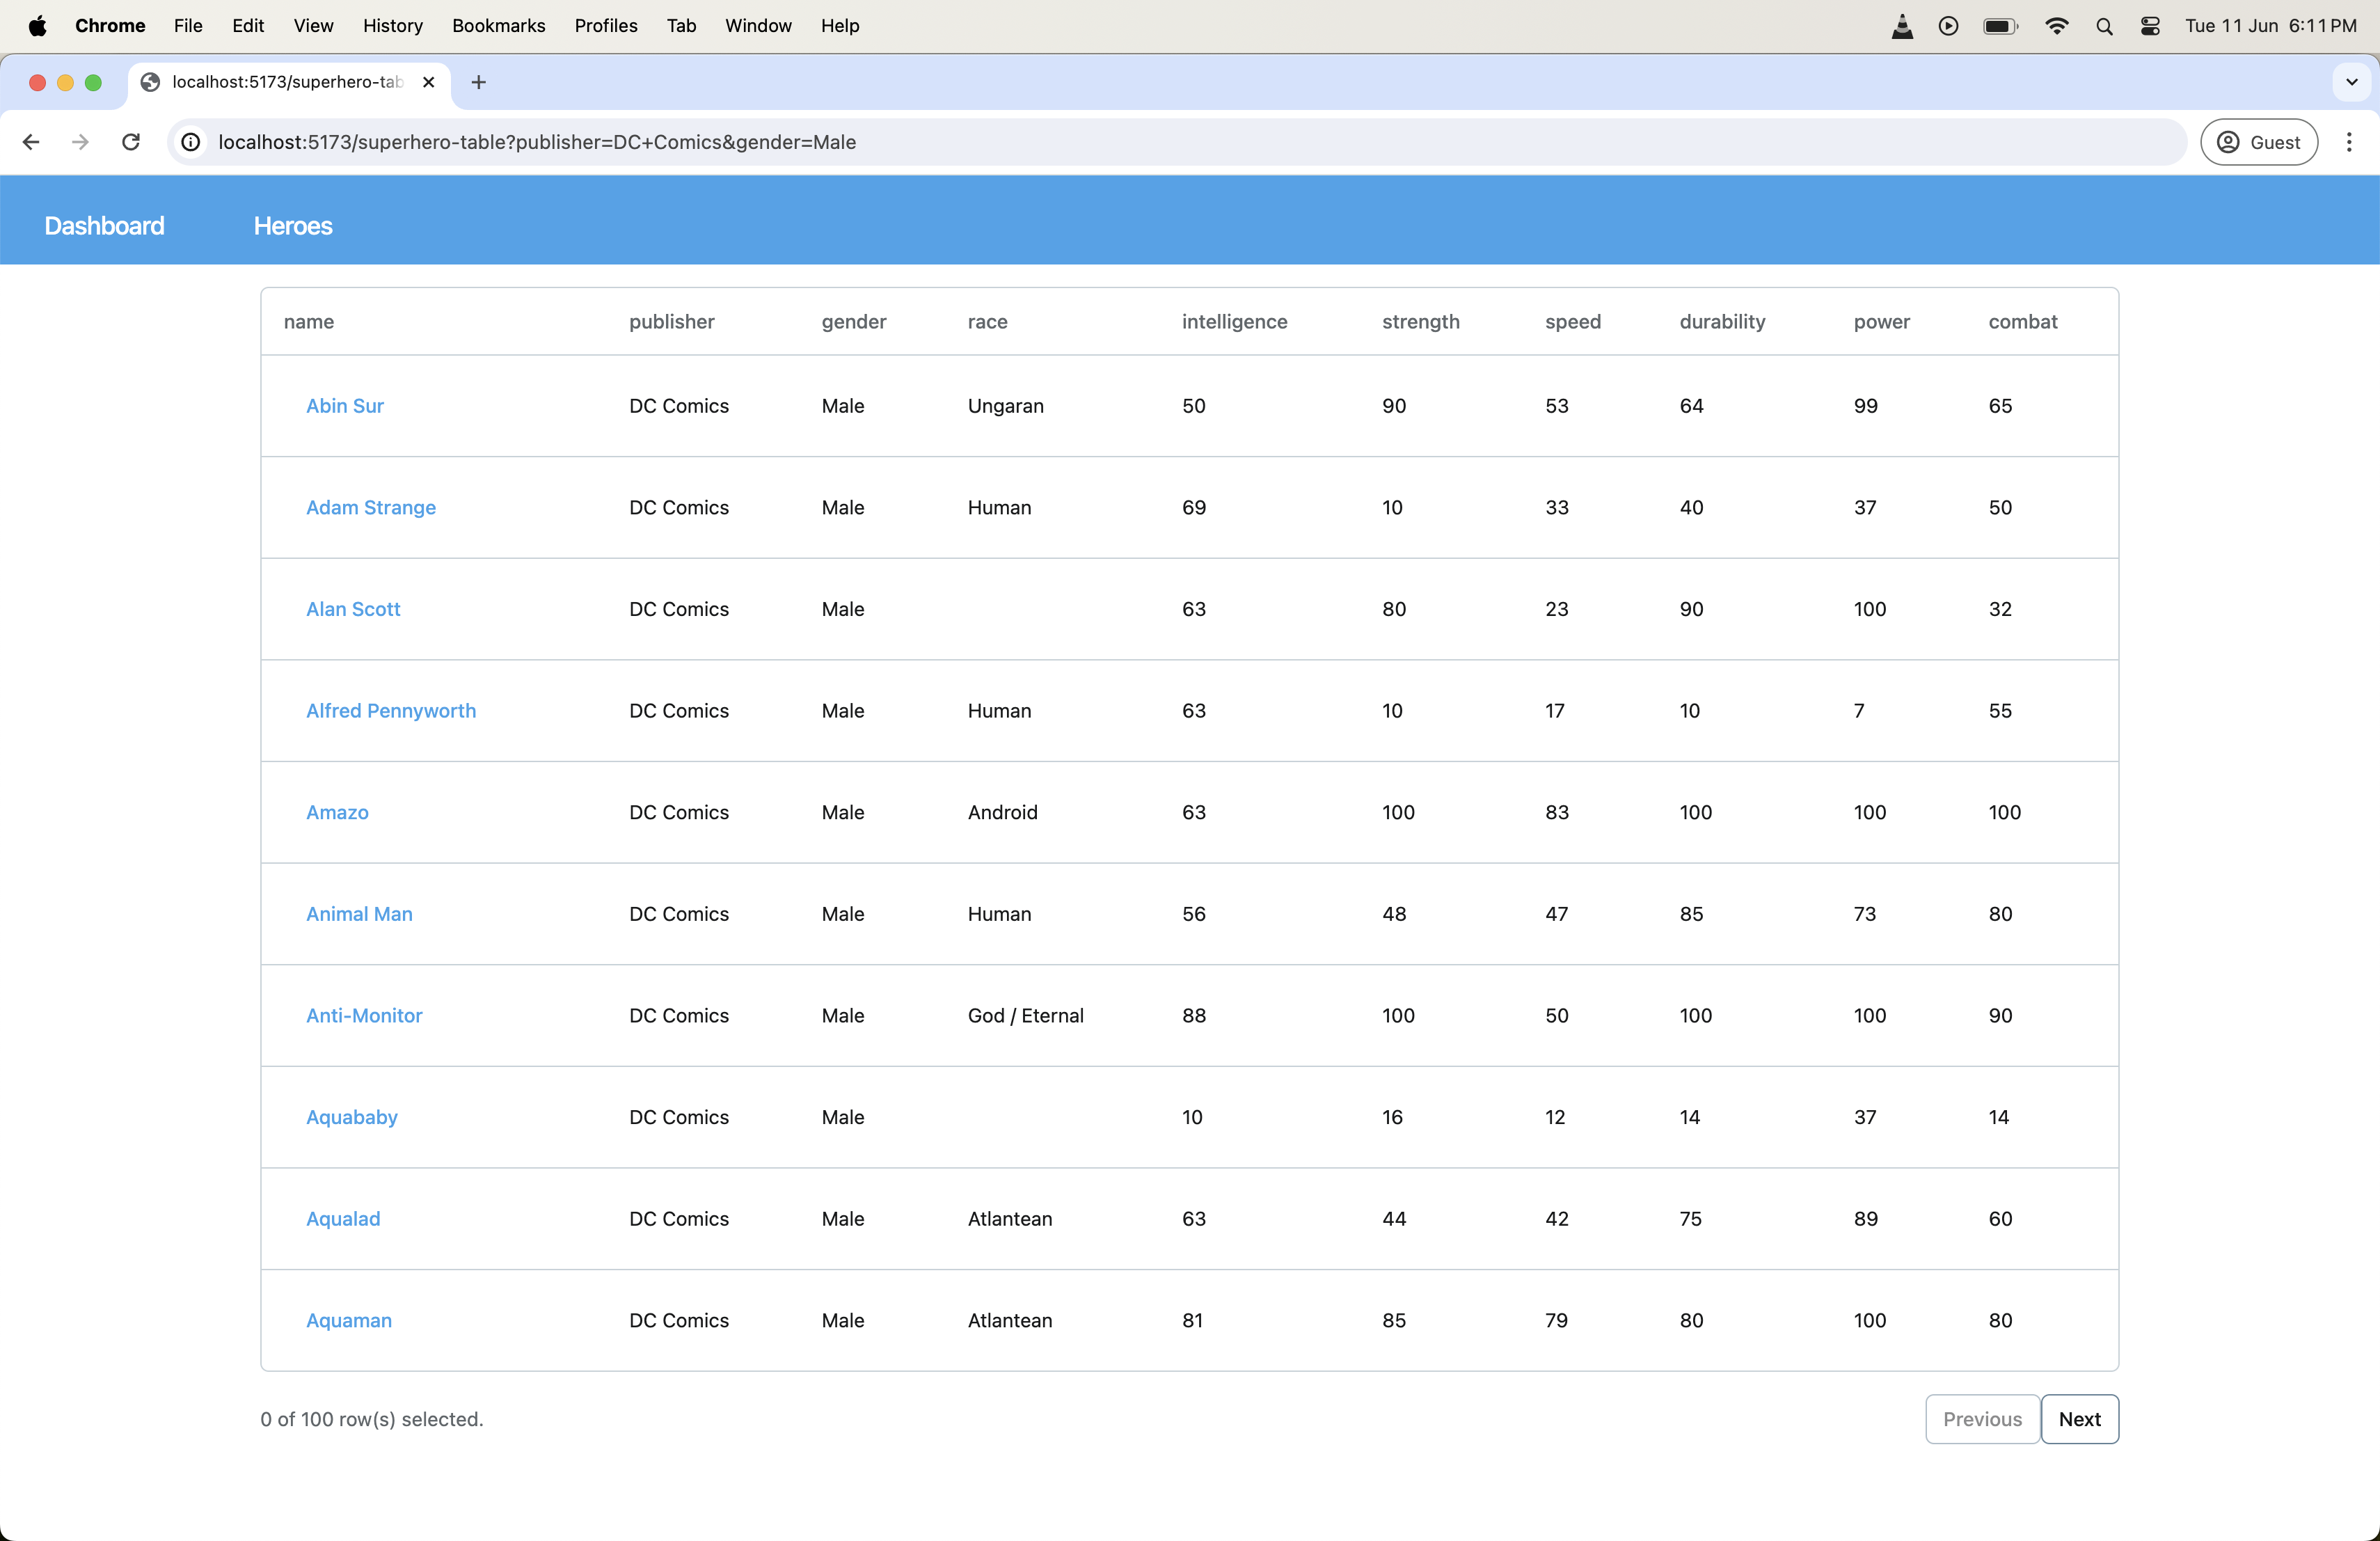 Chrome File Edit View History Bookmarks Profiles Tab Window Help Tue 11 Jun 6:11 PM
localhost:5173/superhero-tab
localhost:5173/superhero-table?publisher=DC+Comics&gender=Male Guest
Dashboard Heroes
name publisher gender race intelligence strength speed durability power combat
Abin Sur DC Comics Male Ungaran 50 90 53 64 99 65
Adam Strange DC Comics Male Human 69 10 33 40 37 50
Alan Scott DC Comics Male 63 80 23 90 100 32
Alfred Pennyworth DC Comics Male Human 63 10 17 10 7 55
Amazo DC Comics Male Android 63 100 83 100 100 100
Animal Man DC Comics Male Human 56 48 47 85 73 80
Anti-Monitor DC Comics Male God / Eternal 88 100 50 100 100 90
Aquababy DC Comics Male 10 16 12 14 37 14
Aqualad DC Comics Male Atlantean 63 44 42 75 89 60
Aquaman DC Comics Male Atlantean 81 85 79 80 100 80
0 of 100 row(s) selected. Previous Next